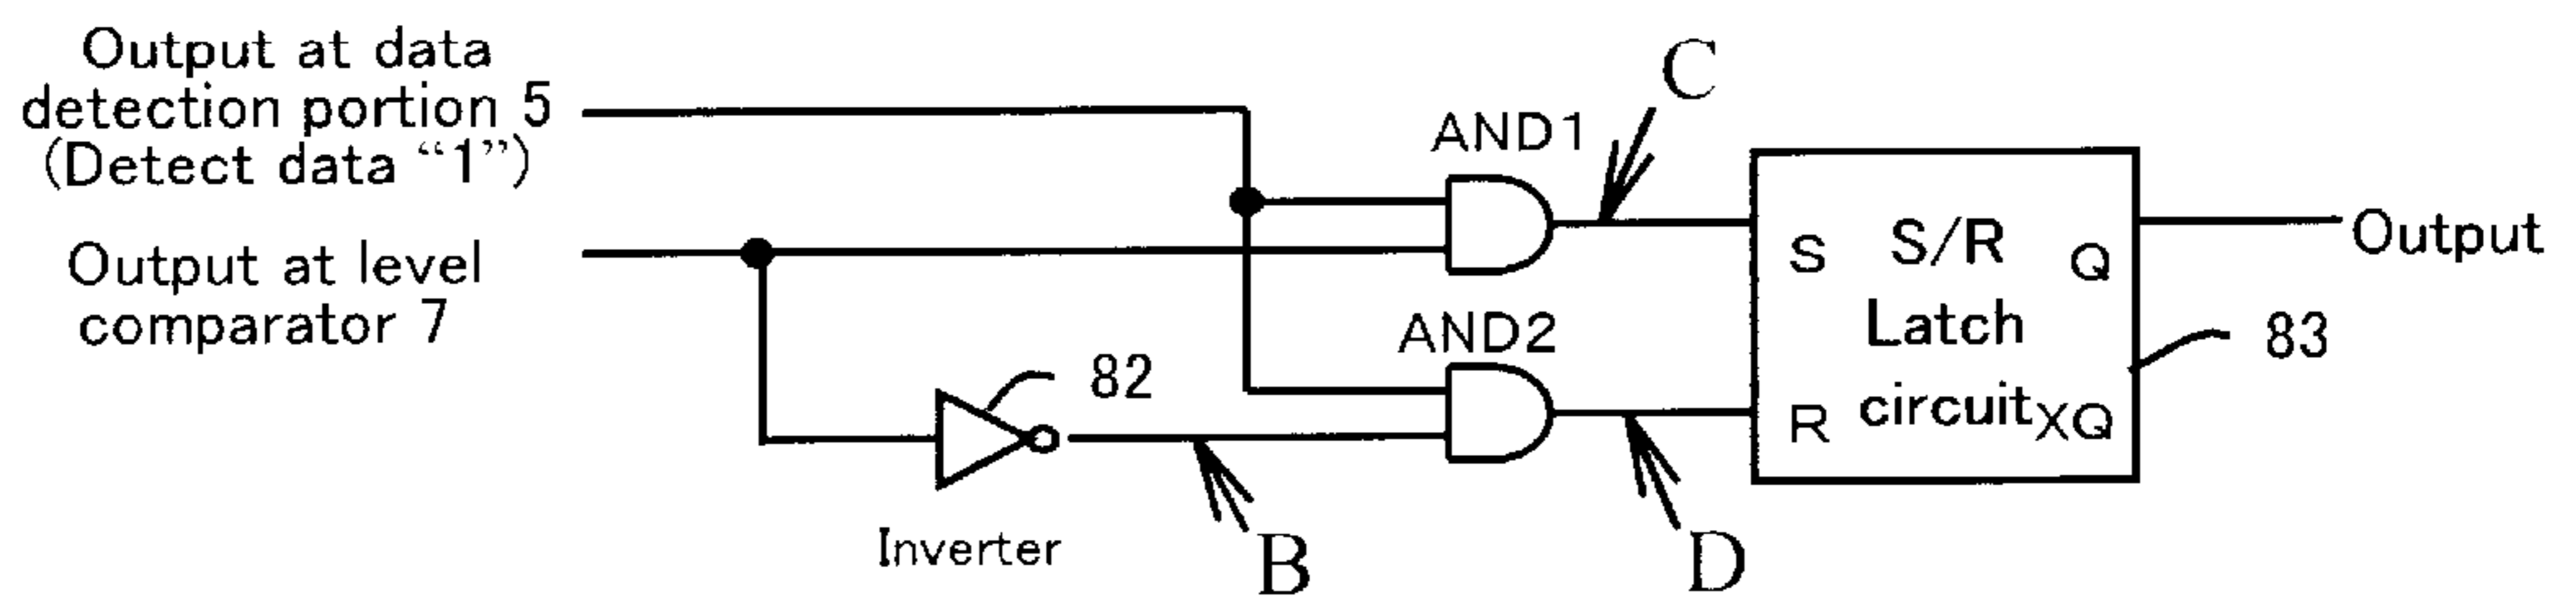 Output at data
detection portion 5
(Detect data “1”)
Output at level
comparator 7
C
AND1
AND2
82
Inverter
B
D
S
S/R
Q
Latch
circuit
R
XQ
Output
83